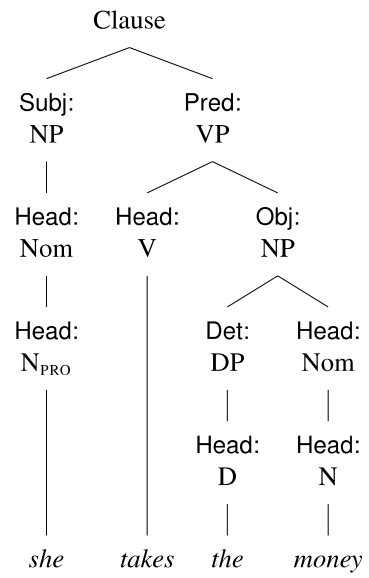 Clause
Subj: Pred:
NP VP
Head: Head: Obj:
Nom V NP
Head: Det: Head:
NPRO DP Nom
Head: Head:
D N
she takes the money